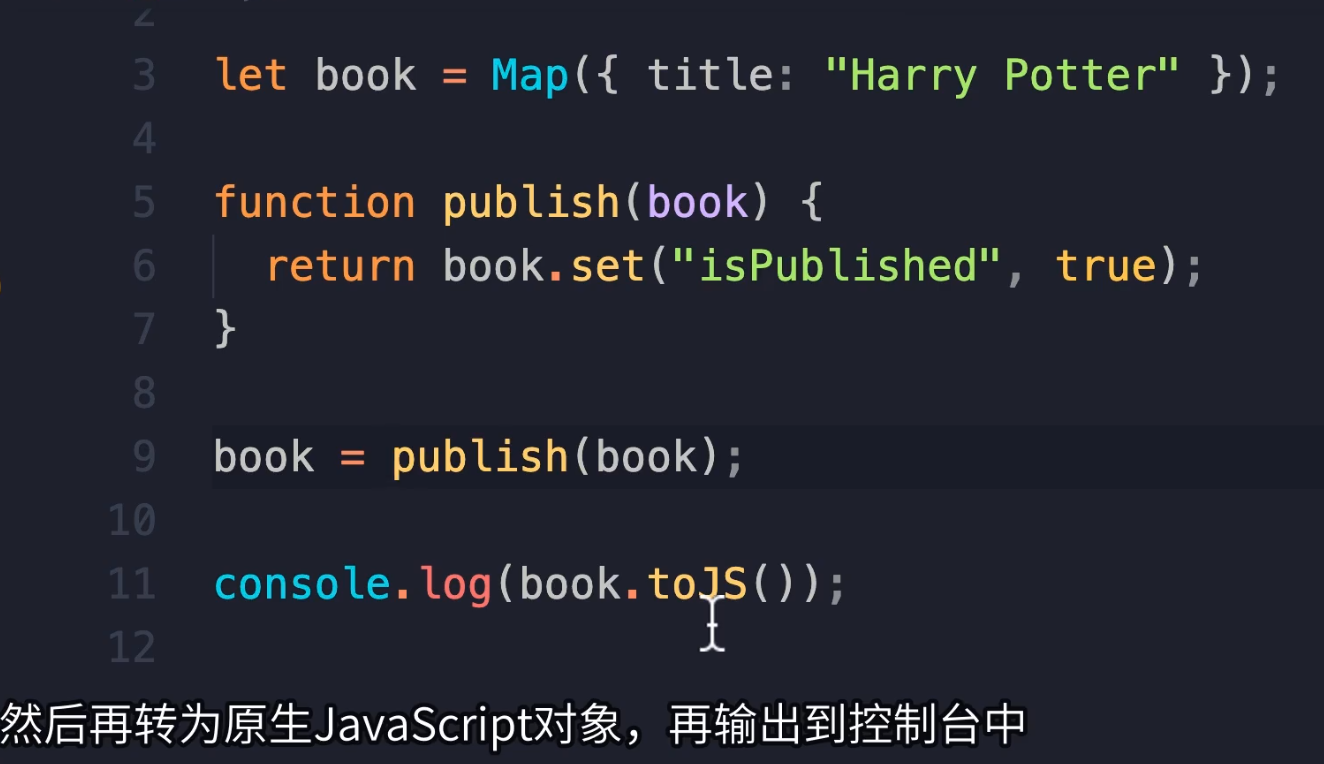 2
3 let book = Map({ title: "Harry Potter" });
4
5 function publish(book) {
6 return book.set("isPublished", true);
7 }
8
9 book = publish(book);
10
11 console.log(book.toJS());
12
然后再转为原生JavaScript对象，再输出到控制台中